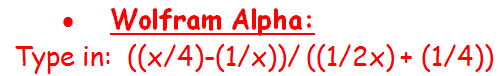 • Wolfram Alpha:
Type in: ((x/4)-(1/x))/ ((1/2x) + (1/4))